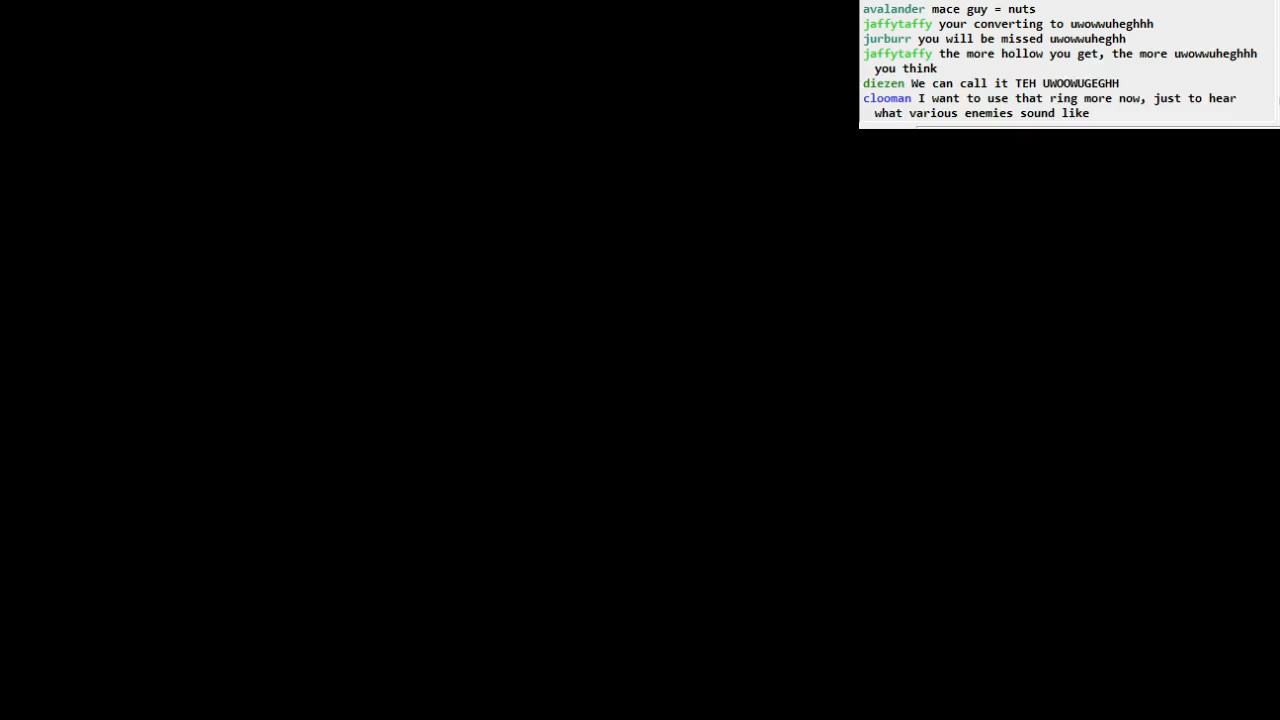 avalander mace guy = nuts
jaffytaffy your converting to uwowwuheghhh
jurburr you will be missed uwowwuheghh
jaffytaffy the more hollow you get, the more uwowwuheghhh
you think
diezen We can call it TEH UWOOWUGEGHH
clooman I want to use that ring more now, just to hear
what various enemies sound like